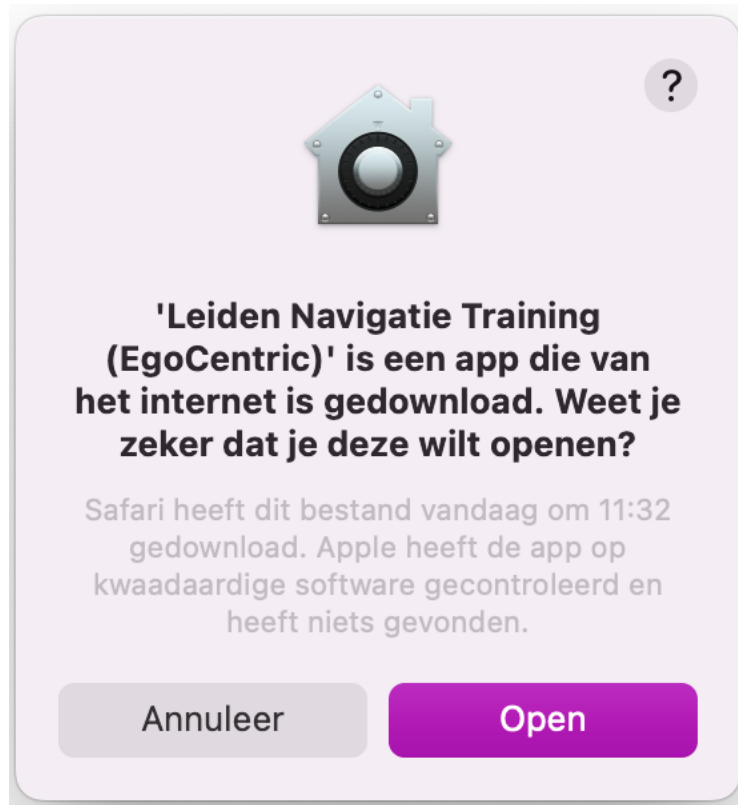 ?
'Leiden Navigatie Training
(EgoCentric)' is een app die van
het internet is gedownload. Weet je
zeker dat je deze wilt openen?
Safari heeft dit bestand vandaag om 11:32
gedownload. Apple heeft de app op
kwaadaardige software gecontroleerd en
heeft niets gevonden.
Annuleer
Open